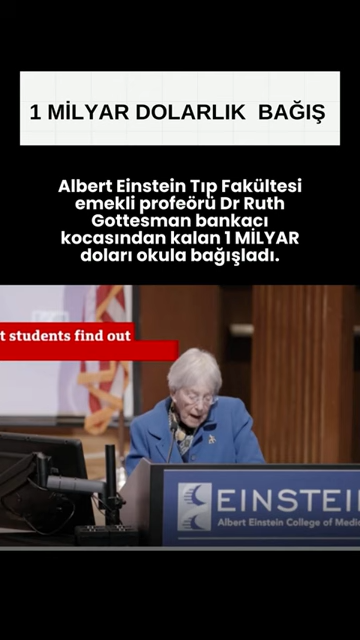 1 MİLYAR DOLARLIK BAĞIŞ
Albert Einstein Tıp Fakültesi
emekli profeörü Dr Ruth
Gottesman bankacı
kocasından kalan 1 MİLYAR
doları okula bağışladı.
t students find out
EINSTEIN
Albert Einstein College of Medic